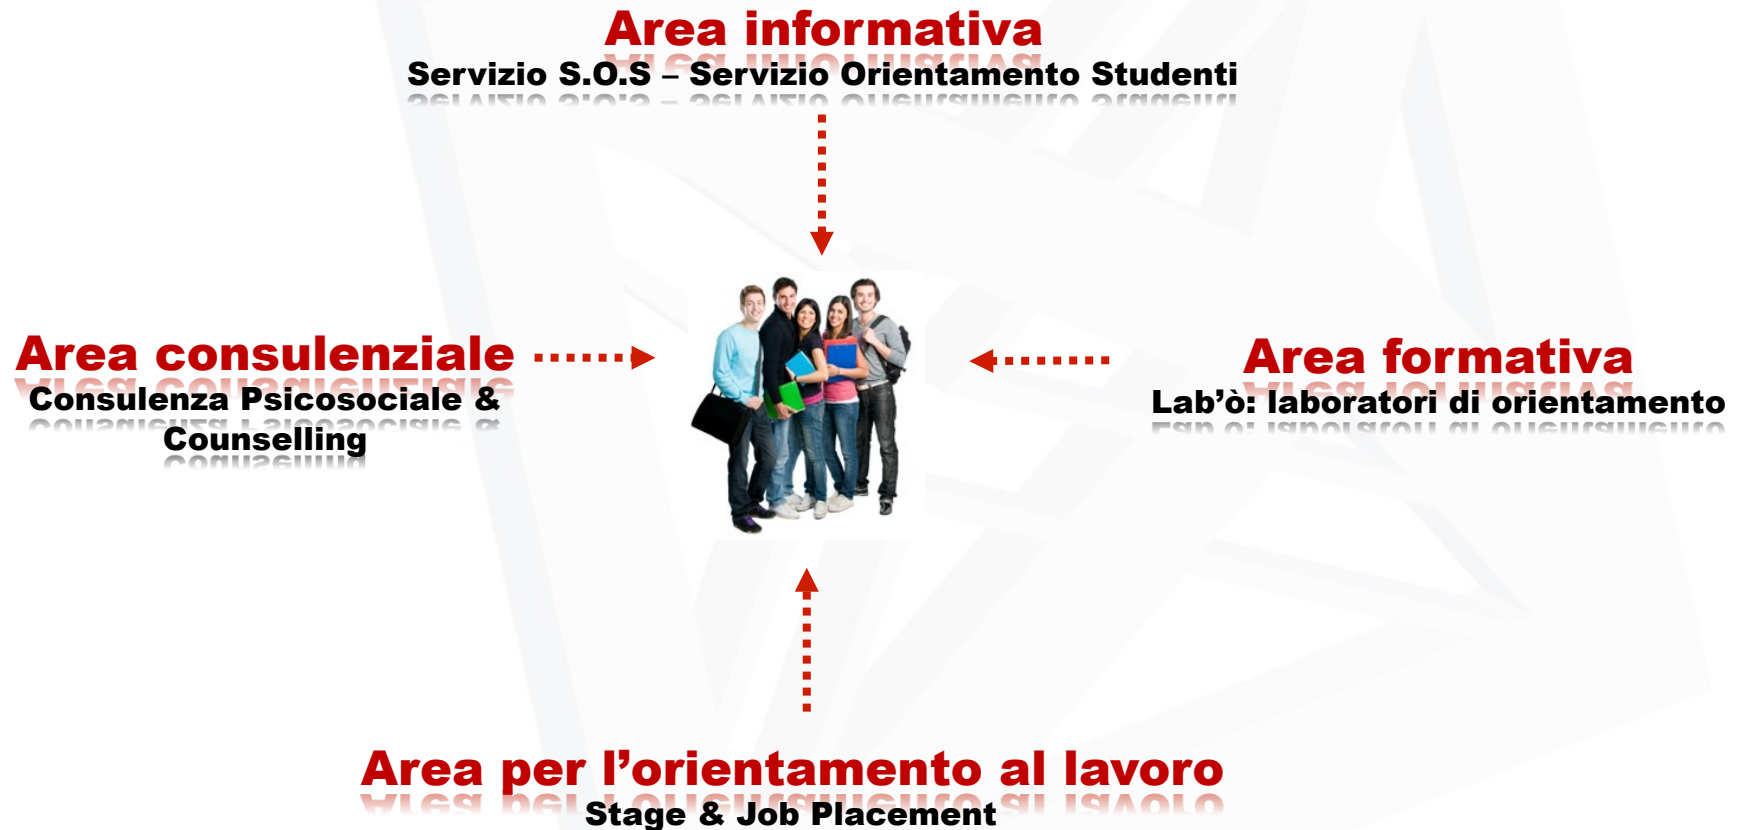 Area informativa
Servizio S.O.S – Servizio Orientamento Studenti
Area consulenziale
Consulenza Psicosociale &
Counselling
Area formativa
Lab’ò: laboratori di orientamento
Area per l’orientamento al lavoro
Stage & Job Placement